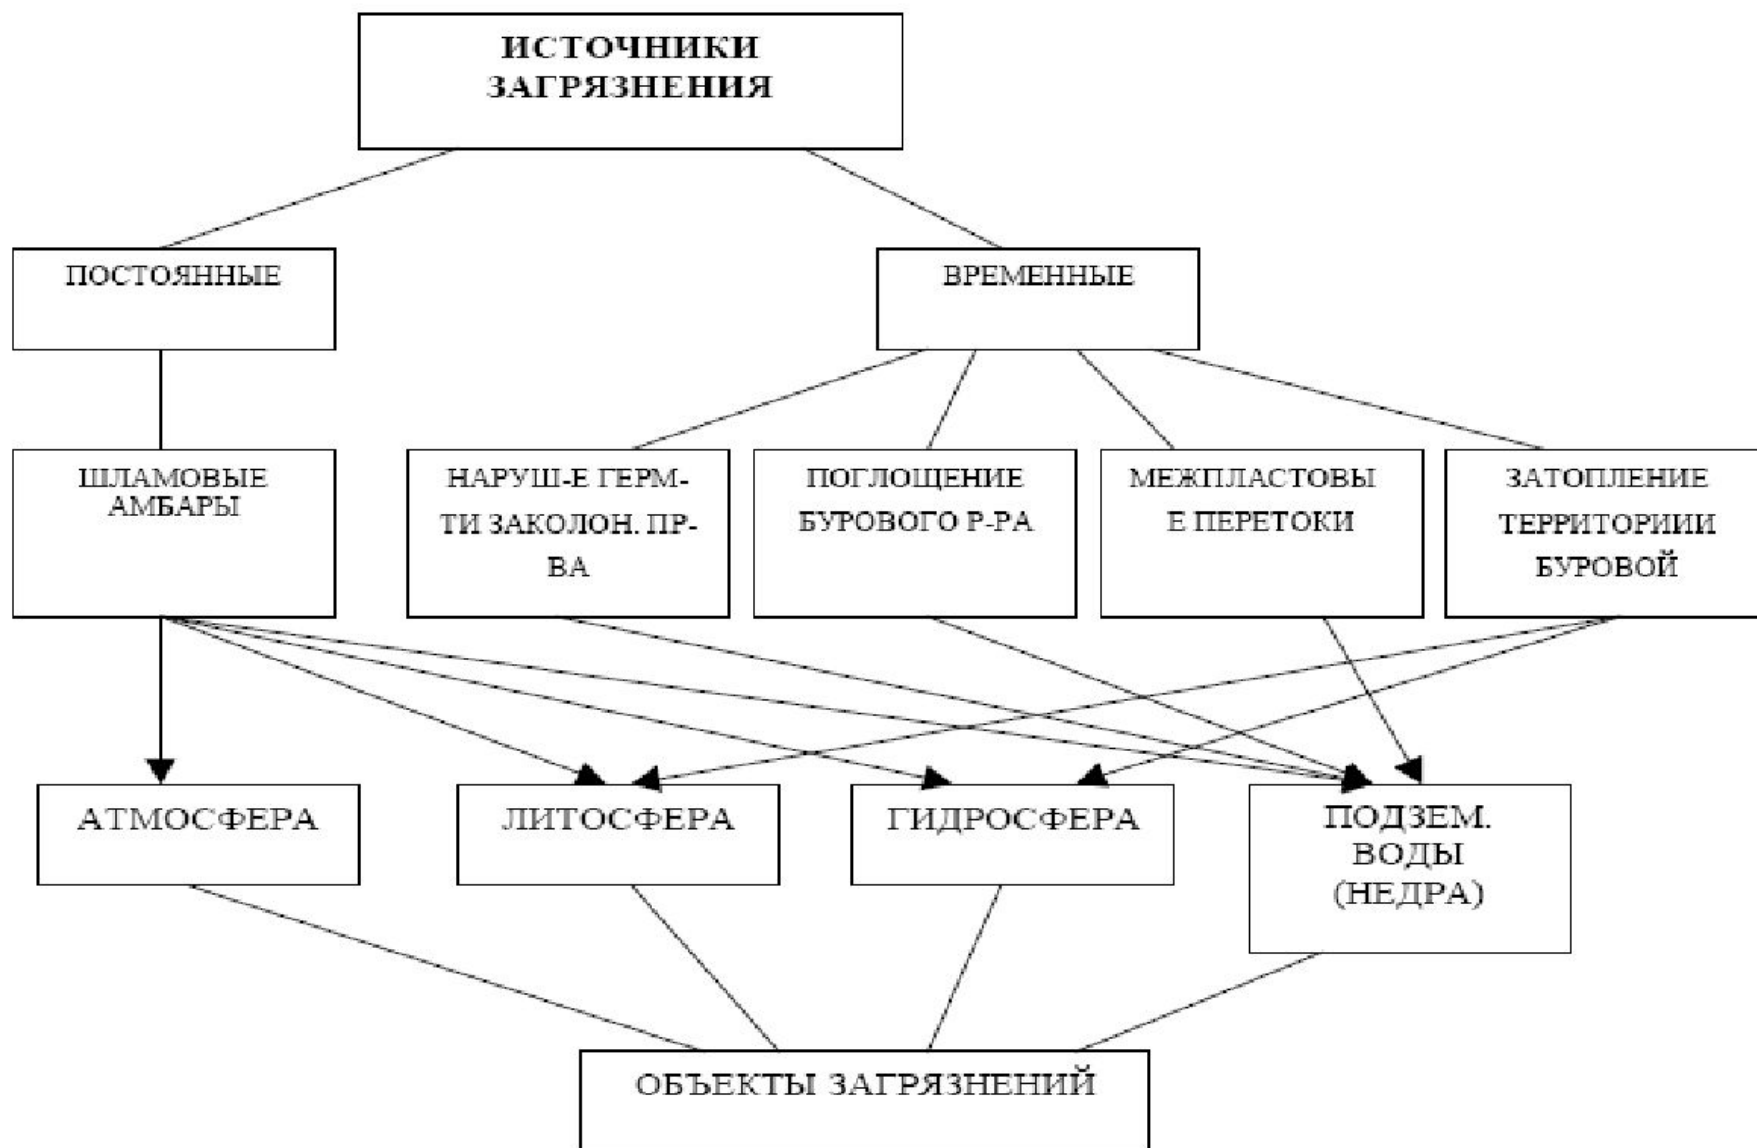 ИСТОЧНИКИ
ЗАГРЯЗНЕНИЯ
ПОСТОЯННЫЕ
ВРЕМЕННЫЕ
ШЛАМОВЫЕ
АМБАРЫ
НАРУШ-Е ГЕРМ-
ТИ ЗАКОЛОН. ПР-
ВА
ПОГЛОЩЕНИЕ
БУРОВОГО Р-РА
МЕЖПЛАСТОВЫ
Е ПЕРЕТОКИ
ЗАТОПЛЕНИЕ
ТЕРРИТОРИИИ
БУРОВОЙ
АТМОСФЕРА
ЛИТОСФЕРА
ГИДРОСФЕРА
ПОДЗЕМ.
ВОДЫ
(НЕДРА)
ОБЪЕКТЫ ЗАГРЯЗНЕНИЙ